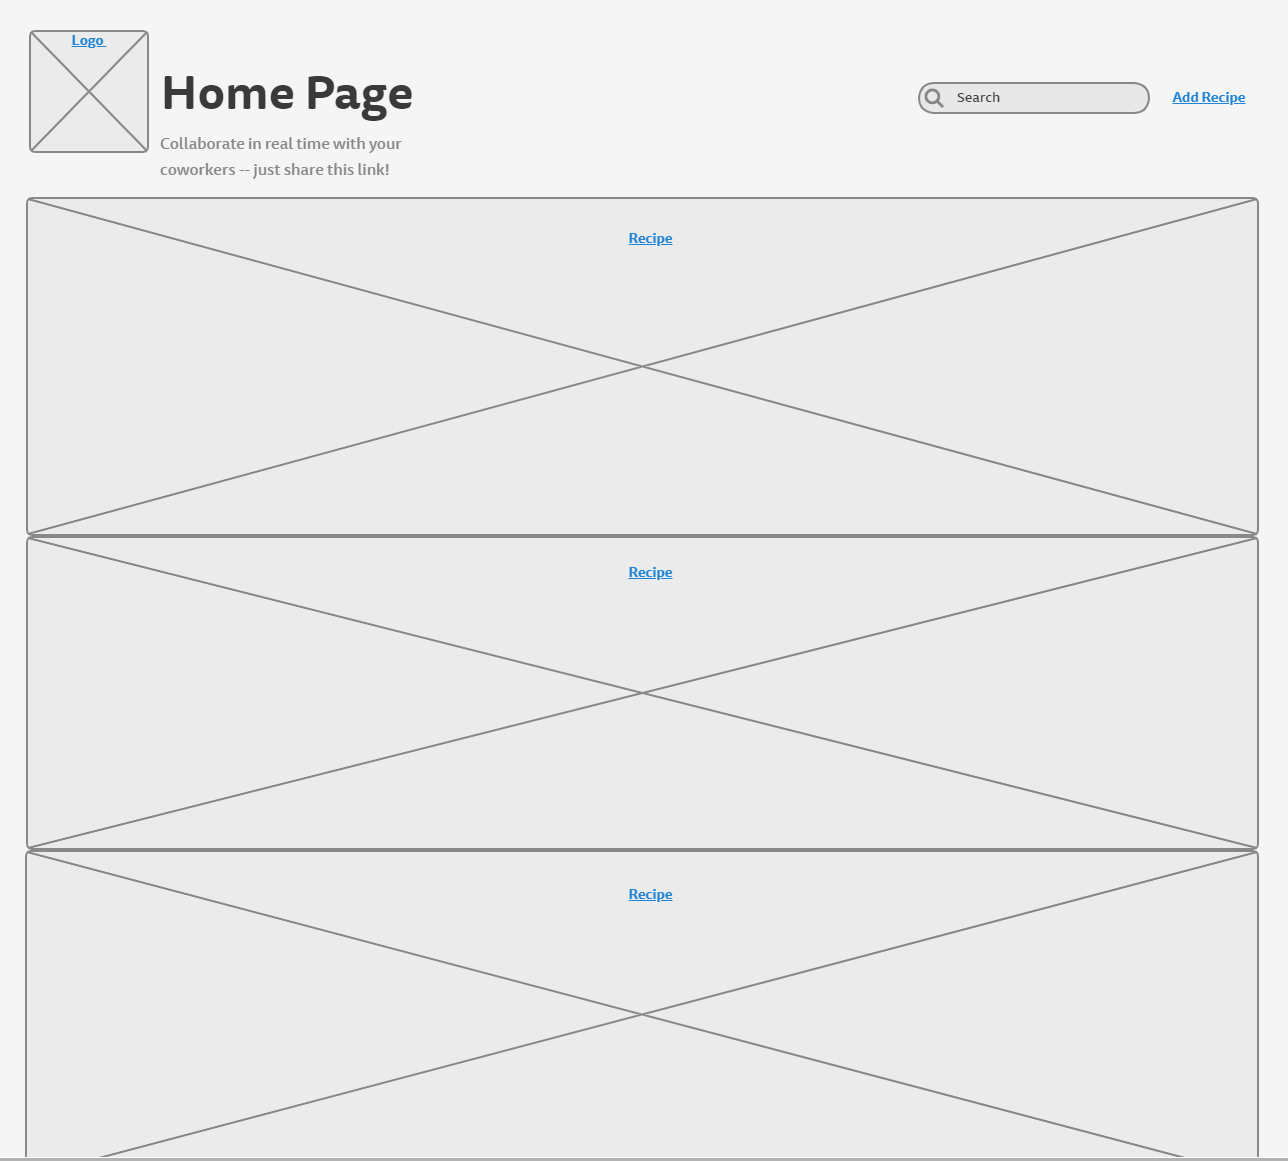 Logo
Home Page
Search
Add Recipe
Collaborate in real time with your
coworkers -- just share this link!
Recipe
Recipe
Recipe